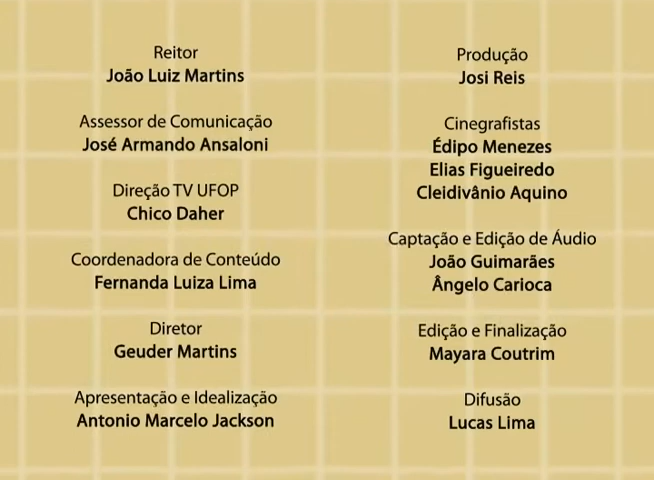 Reitor
João Luiz Martins
Assessor de Comunicação
José Armando Ansaloni
Direção TV UFOP
Chico Daher
Coordenadora de Conteúdo
Fernanda Luiza Lima
Diretor
Geuder Martins
Apresentação e Idealização
Antonio Marcelo Jackson
Produção
Josi Reis
Cinegrafistas
Édipo Menezes
Elias Figueiredo
Cleidivânio Aquino
Captação e Edição de Áudio
João Guimarães
Ângelo Carioca
Edição e Finalização
Mayara Coutrim
Difusão
Lucas Lima